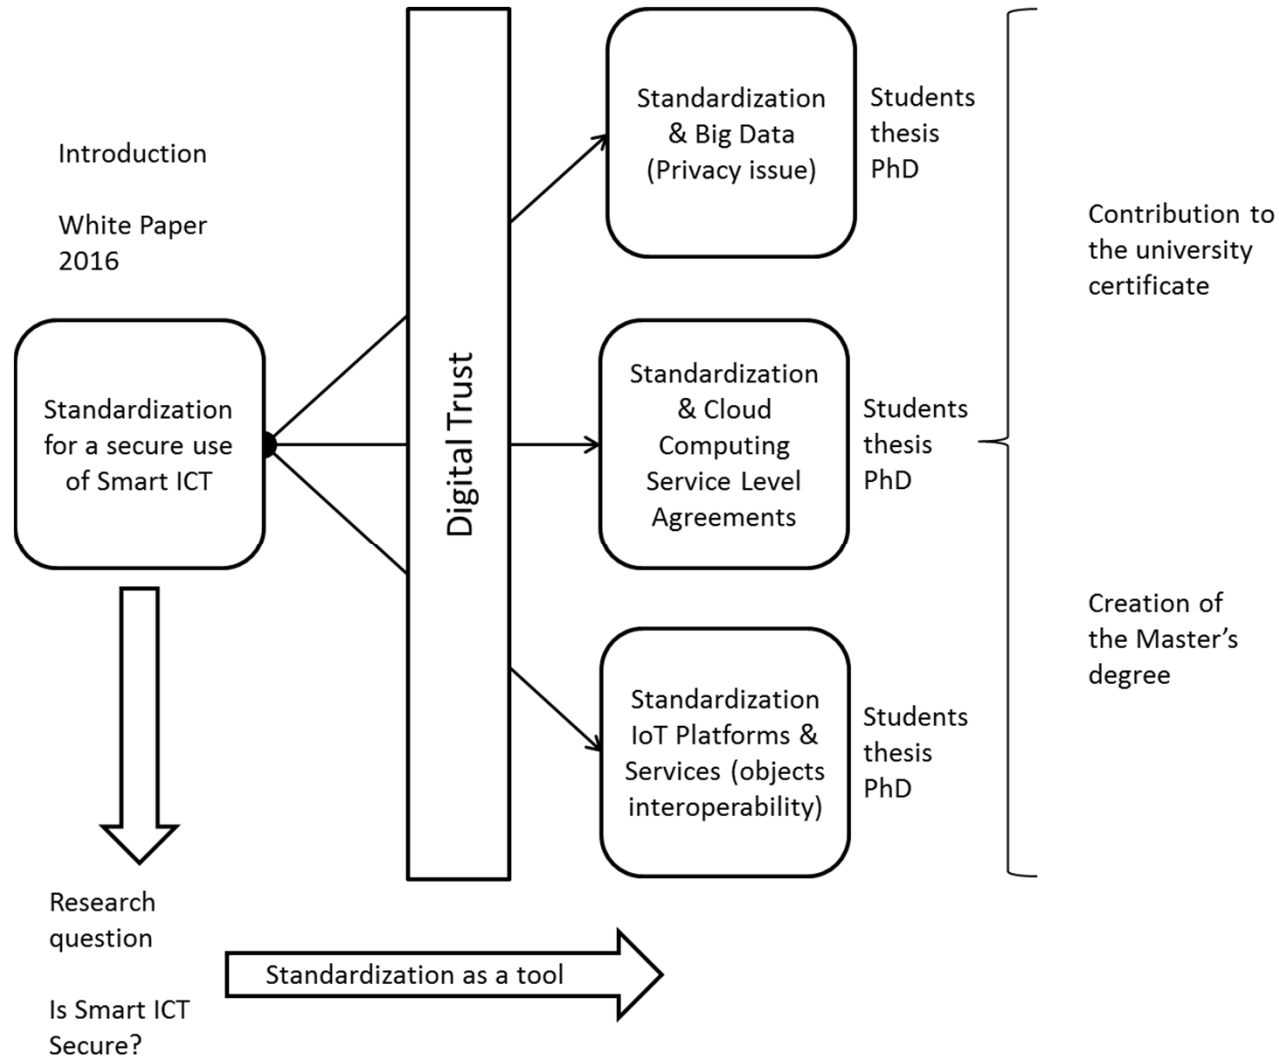 Introduction
White Paper
2016
Standardization
for a secure use
of Smart ICT
Research
question
Is Smart ICT
Secure?
Standardization as a tool
Digital Trust
Standardization
& Big Data
(Privacy issue)
Students
thesis
PhD
Standardization
& Cloud
Computing
Service Level
Agreements
Students
thesis
PhD
Standardization
IoT Platforms &
Services (objects
interoperability)
Students
thesis
PhD
Contribution to
the university
certificate
Creation of
the Master’s
degree